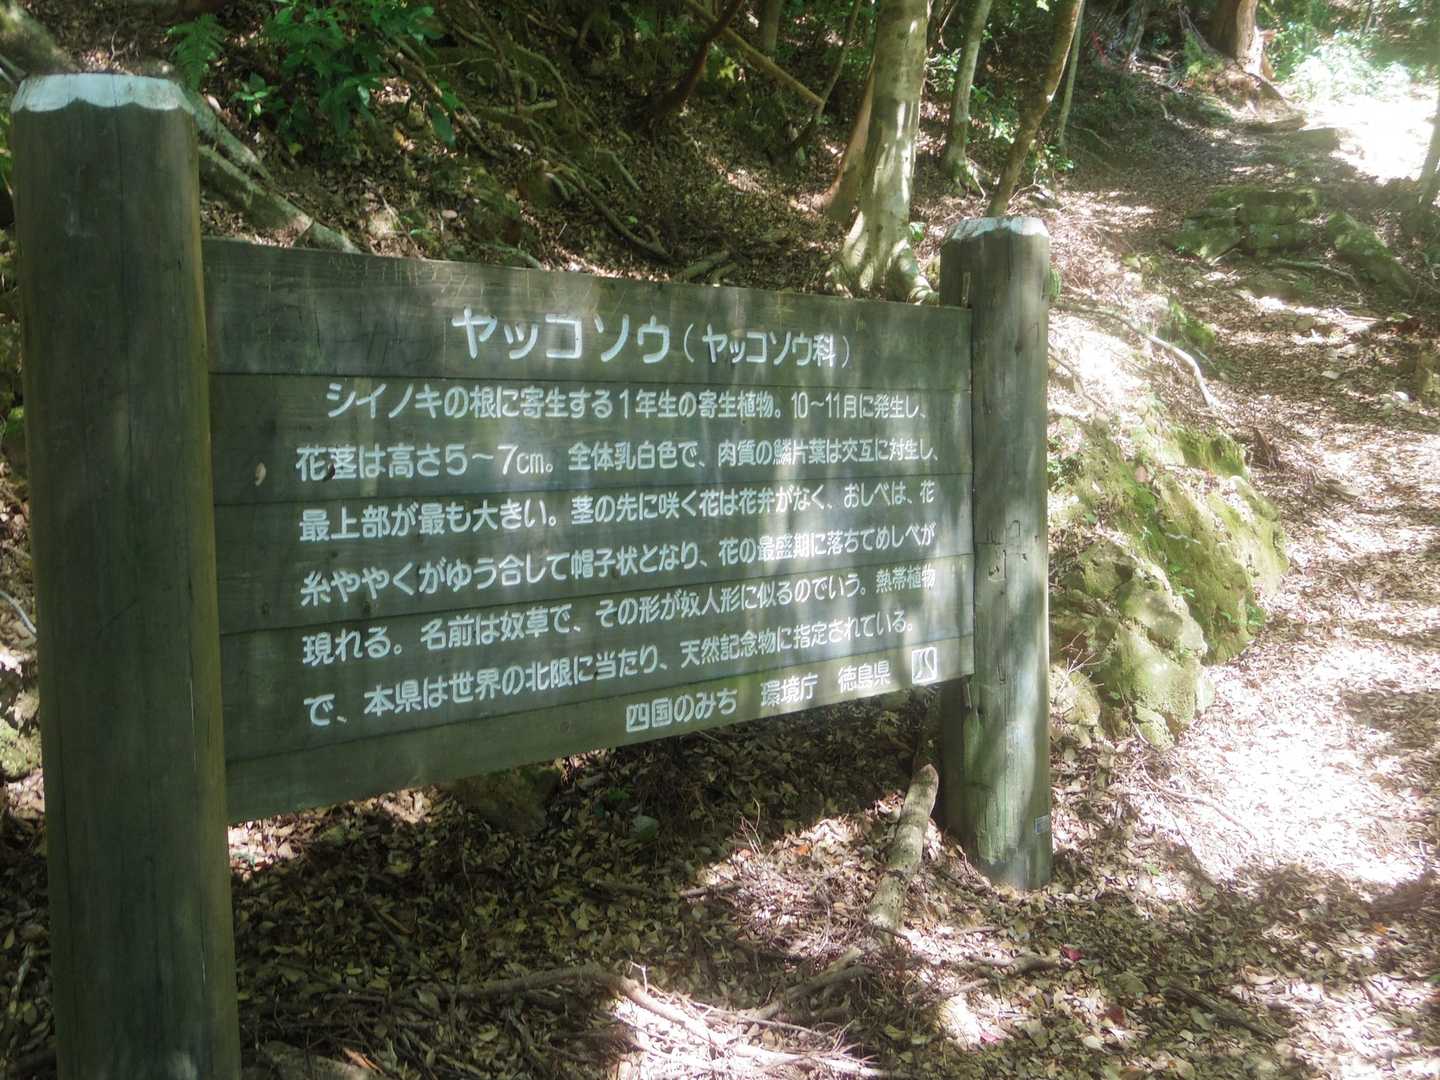 ヤッコソウ(ヤッコソウ科)
シイノキの根に寄生する1年生の寄生植物。10～11月に発生し、
花茎は高さ5～7cm。全体乳白色で、肉質の鱗片葉は交互に対生し、
最上部が最も大きい。茎の先に咲く花は花弁がなく、おしべは、花
糸ややくがゆう合して帽子状となり、花の最盛期に落ちてめしべが
現れる。名前は奴草で、その形が奴人形に似るのでいう。熱帯植物
で、本県は世界の北限に当たり、天然記念物に指定されている。
四国のみち 環境庁 徳島県